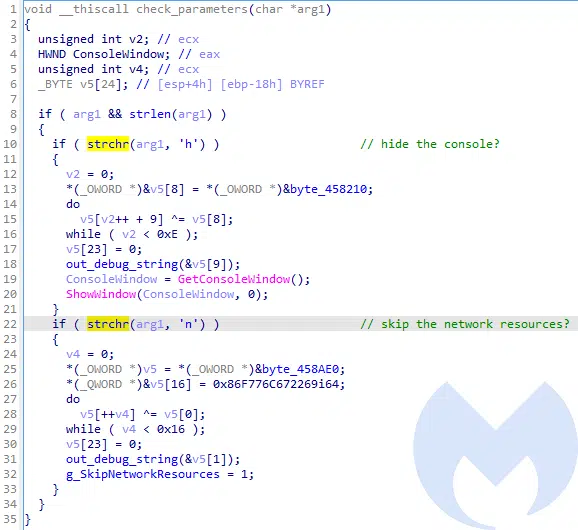 1 void __thiscall check_parameters(char *arg1)
2 {
3 unsigned int v2; // ecx
4 HWND ConsoleWindow; // eax
5 unsigned int v4; // ecx
6 _BYTE v5[24]; // [esp+4h] [ebp-18h] BYREF
7
8 if ( arg1 && strlen(arg1) )
9 {
10 if ( strchr(arg1, 'h') ) // hide the console?
11 {
12 v2 = 0;
13 *(_OWORD *)&v5[8] = *(_OWORD *)&byte_458210;
14 do
15 v5[v2++ + 9] ^= v5[8];
16 while ( v2 < 0xE );
17 v5[23] = 0;
18 out_debug_string(&v5[9]);
19 ConsoleWindow = GetConsoleWindow();
20 ShowWindow(ConsoleWindow, 0);
21 }
22 if ( strchr(arg1, 'n') ) // skip the network resources?
23 {
24 v4 = 0;
25 *(_OWORD *)v5 = *(_OWORD *)&byte_458AE0;
26 *(_QWORD *)&v5[16] = 0x86F776C672269i64;
27 do
28 v5[++v4] ^= v5[0];
29 while ( v4 < 0x16 );
30 v5[23] = 0;
31 out_debug_string(&v5[1]);
32 g_SkipNetworkResources = 1;
33 }
34 }
35 }